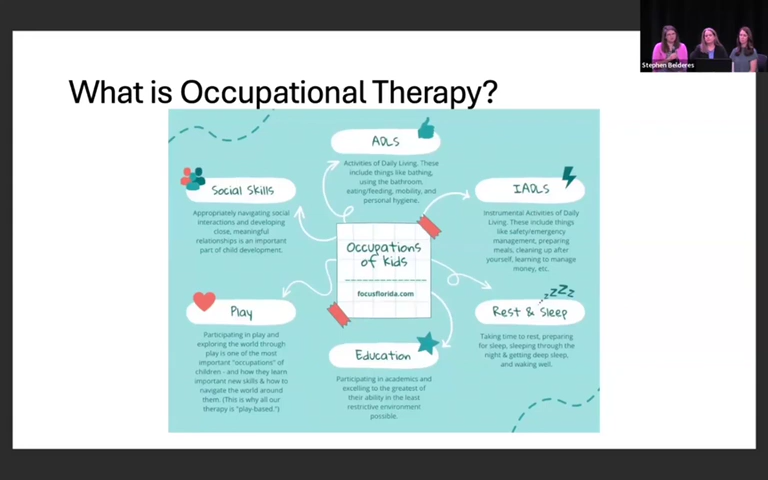 Stephen Belderes
What is Occupational Therapy?
ADLS
Activities of Daily Living. These
include things like bathing,
using the bathroom,
eating/feeding, mobility, and
personal hygiene.
Social Skills
Appropriately navigating social
interactions and developing
close, meaningful
relationships is an important
part of child development.
IADLS
Instrumental Activities of Daily
Living. These include things
like safety/emergency
management, preparing
meals, cleaning up after
yourself, learning to manage
money, etc.
Occupations
of kids
focusflorida.com
Play
Participating in play and
exploring the world through
play is one of the most
important "occupations" of
children - and how they learn
important new skills & how to
navigate the world around
them. (This is why all our
therapy is "play-based.")
zZZZ
Rest & Sleep
Taking time to rest, preparing
for sleep, sleeping through the
night & getting deep sleep,
and waking well.
Education
Participating in academics and
excelling to the greatest of
their ability in the least
restrictive environment
possible.